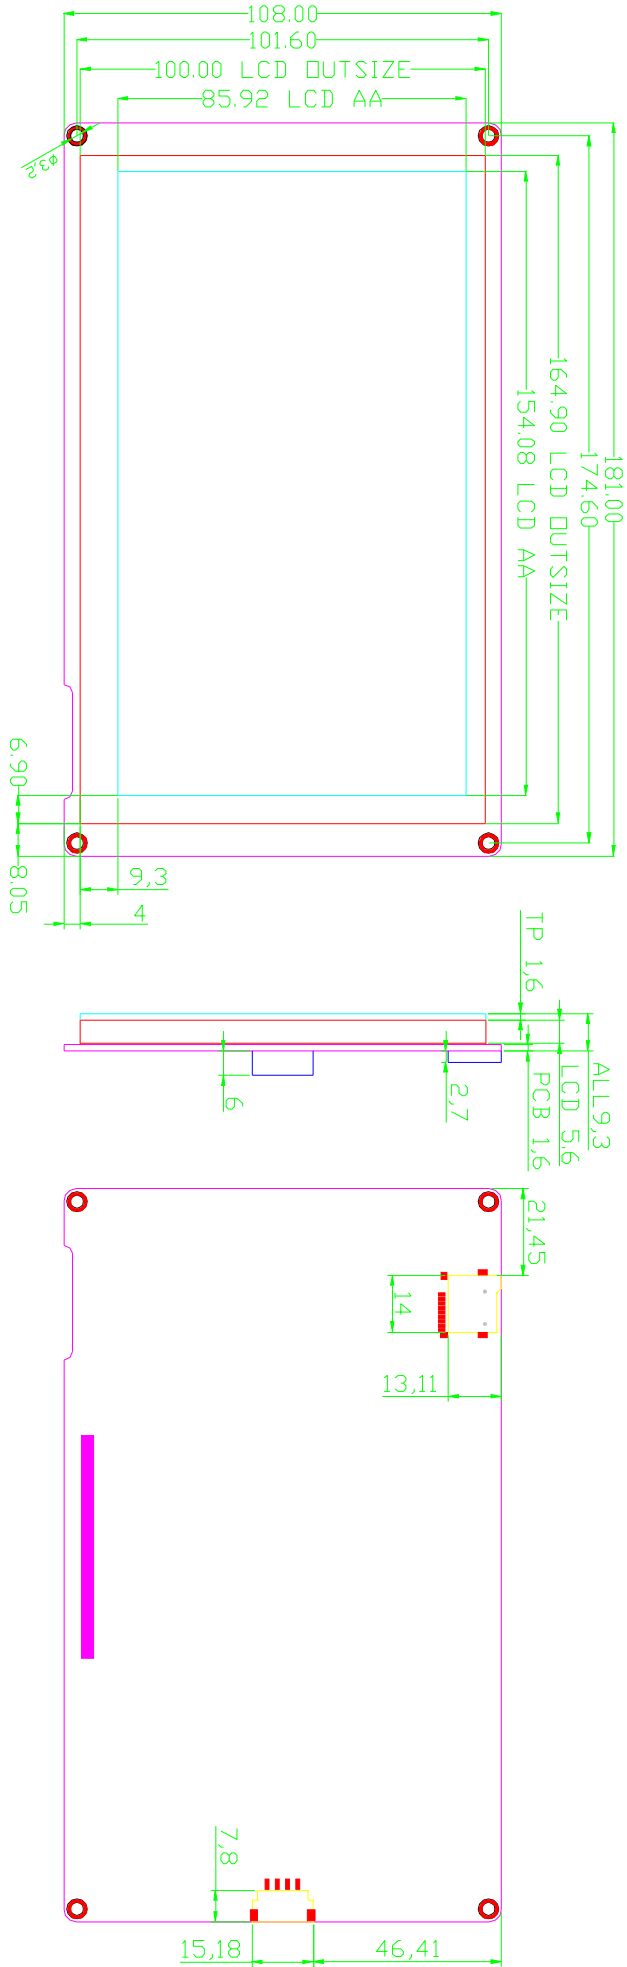 108.00
101.60
100.00 LCD OUTSIZE
85.92 LCD AA
ø3,2
181.00
174.60
164.90 LCD OUTSIZE
154.08 LCD AA
6.90
8.05
9,3
4
TP 1,6
ALL 9,3
LCD 5,6
PCB 1,6
2,7
6
21,45
14
13,11
7,8
15,18
46,41